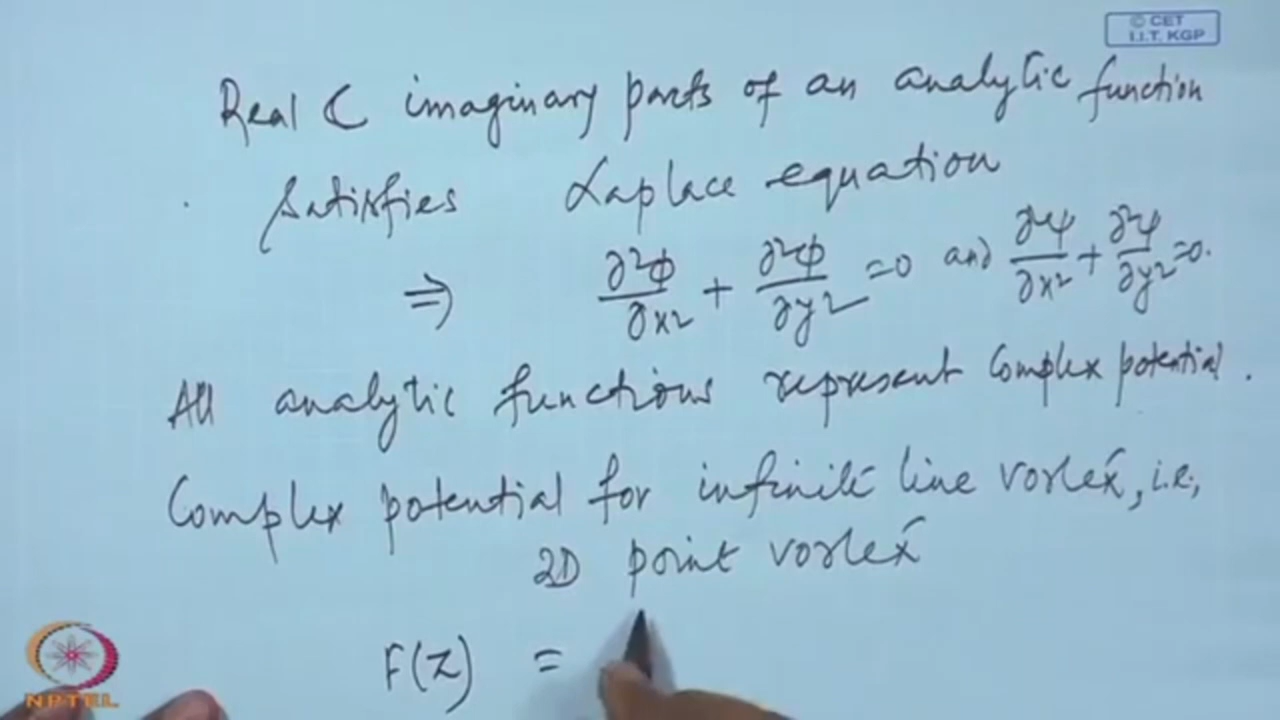 © CET
I.I.T. KGP
Real & imaginary parts of an analytic function
satisfies Laplace equation
⇒ ∂²φ/∂x² + ∂²φ/∂y² =0 and ∂²ψ/∂x² + ∂²ψ/∂y² =0.
All analytic functions represent Complex potential.
Complex potential for infinite line vortex, i.e.,
2D point vortex
F(z) =
NPTEL